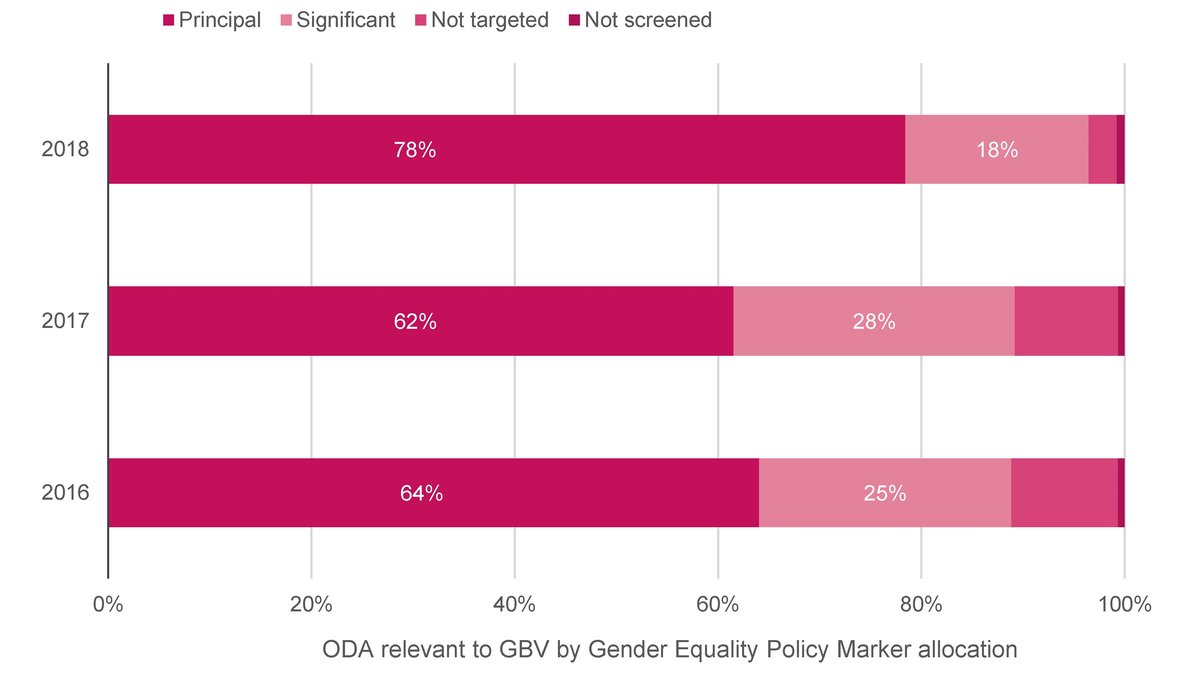 Principal Significant Not targeted Not screened
2018 78% 18%
2017 62% 28%
2016 64% 25%
0% 20% 40% 60% 80% 100%
ODA relevant to GBV by Gender Equality Policy Marker allocation